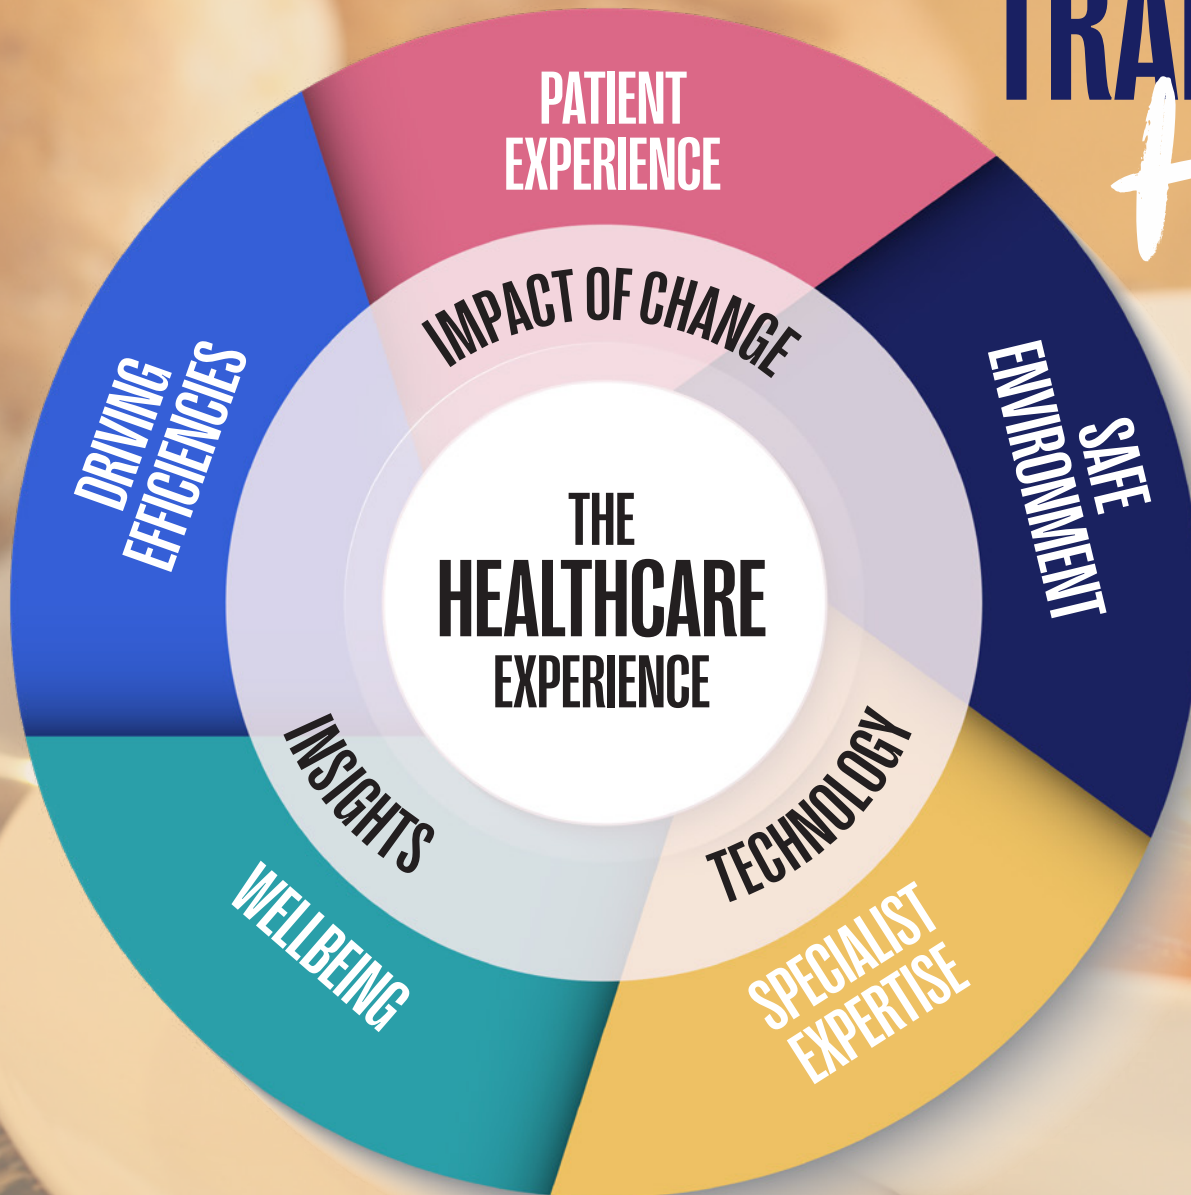 PATIENT
EXPERIENCE
IMPACT OF CHANGE
SAFE
ENVIRONMENT
DRIVING
EFFICIENCIES
THE
HEALTHCARE
EXPERIENCE
INSIGHTS
TECHNOLOGY
WELLBEING
SPECIALIST
EXPERTISE